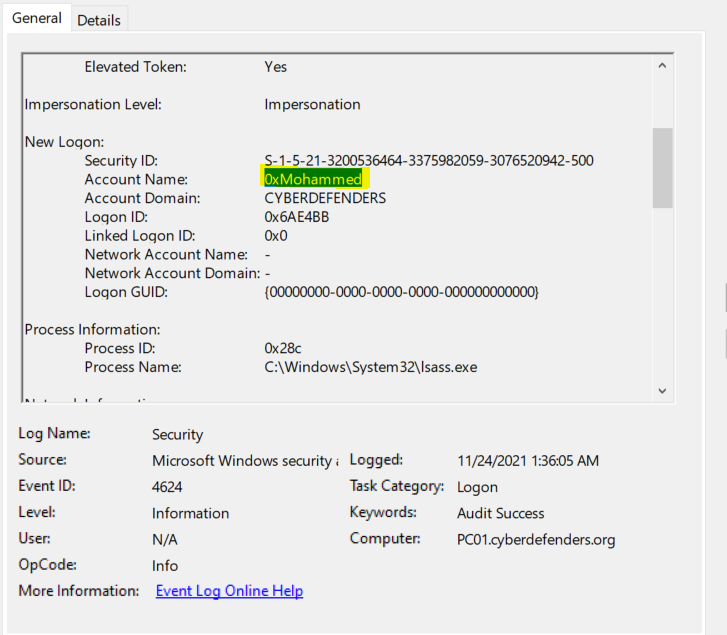 General Details
Elevated Token: Yes
Impersonation Level: Impersonation
New Logon:
Security ID: S-1-5-21-3200536464-3375982059-3076520942-500
Account Name: 0xMohammed
Account Domain: CYBERDEFENDERS
Logon ID: 0x6AE4BB
Linked Logon ID: 0x0
Network Account Name: -
Network Account Domain: -
Logon GUID: {00000000-0000-0000-0000-000000000000}
Process Information:
Process ID: 0x28c
Process Name: C:\Windows\System32\lsass.exe
Log Name: Security
Source: Microsoft Windows security Logged: 11/24/2021 1:36:05 AM
Event ID: 4624 Task Category: Logon
Level: Information Keywords: Audit Success
User: N/A Computer: PC01.cyberdefenders.org
OpCode: Info
More Information: Event Log Online Help